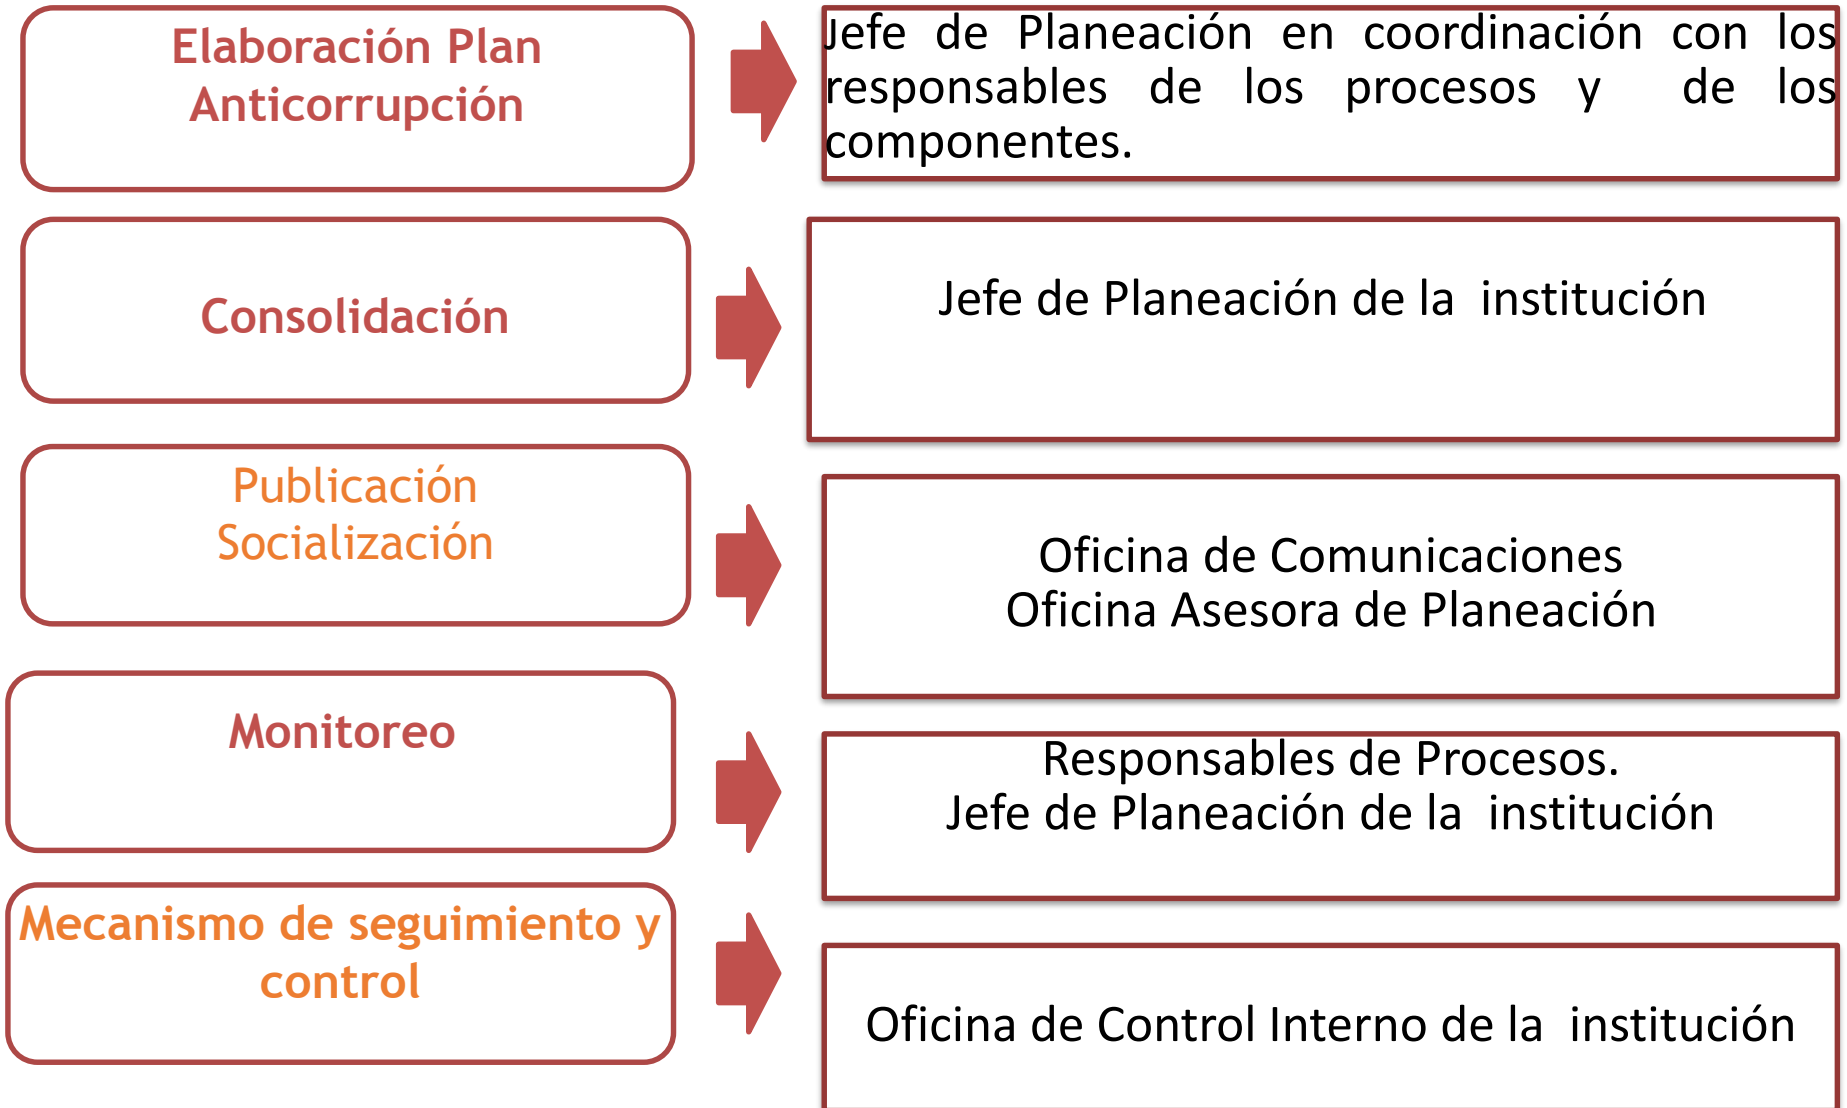 Elaboración Plan
Anticorrupción
Jefe de Planeación en coordinación con los
responsables de los procesos y de los
componentes.
Consolidación
Jefe de Planeación de la institución
Publicación
Socialización
Oficina de Comunicaciones
Oficina Asesora de Planeación
Monitoreo
Responsables de Procesos.
Jefe de Planeación de la institución
Mecanismo de seguimiento y
control
Oficina de Control Interno de la institución